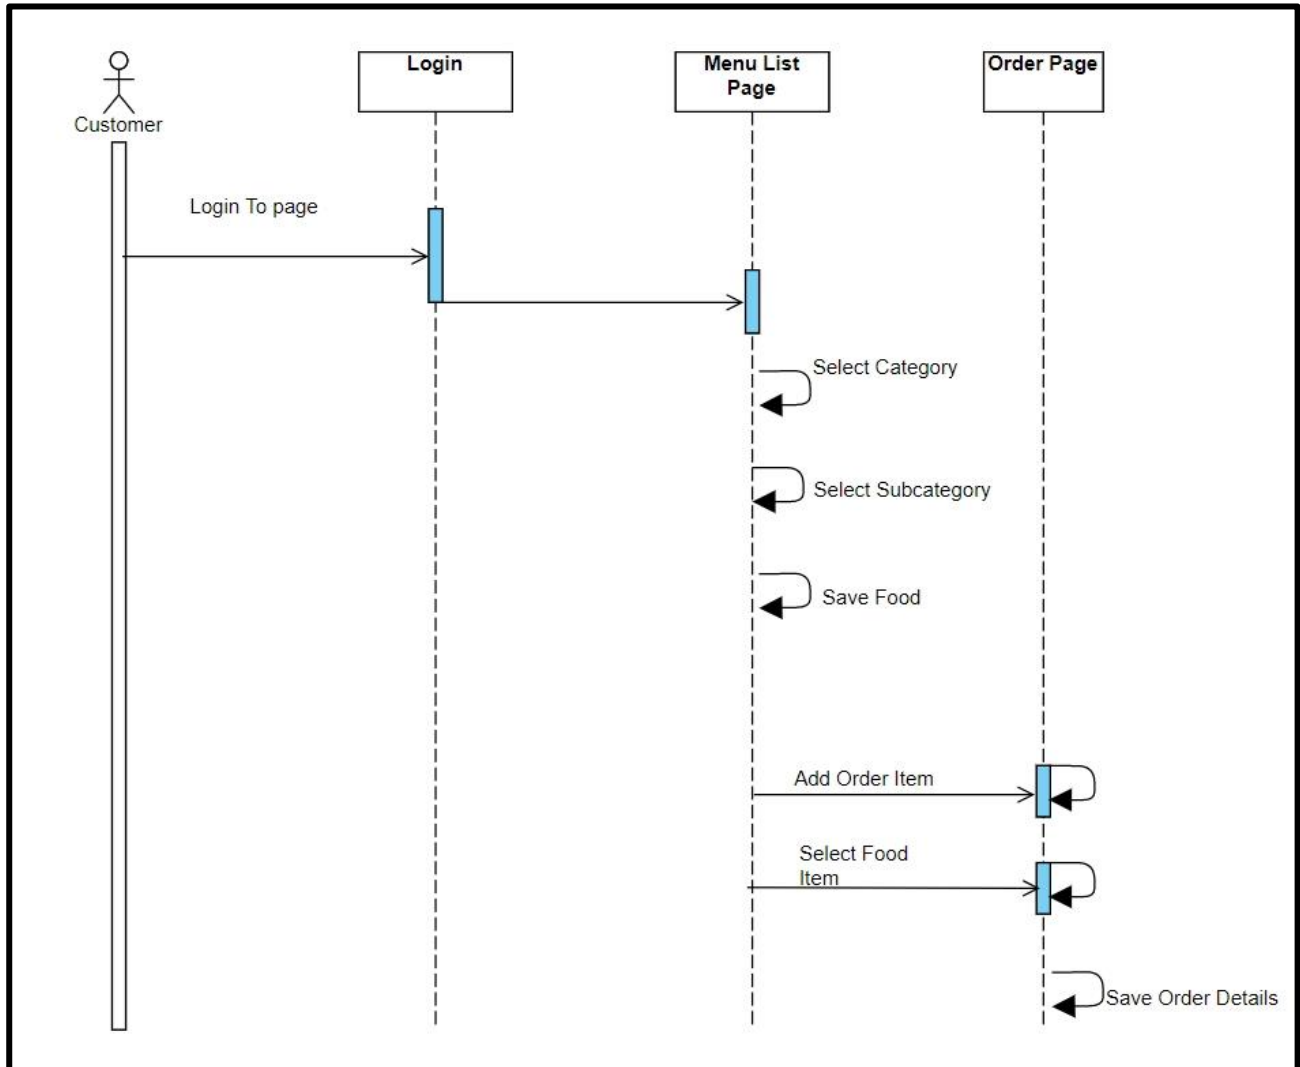 Customer
Login
Menu List
Page
Order Page
Login To page
Select Category
Select Subcategory
Save Food
Add Order Item
Select Food
Item
Save Order Details